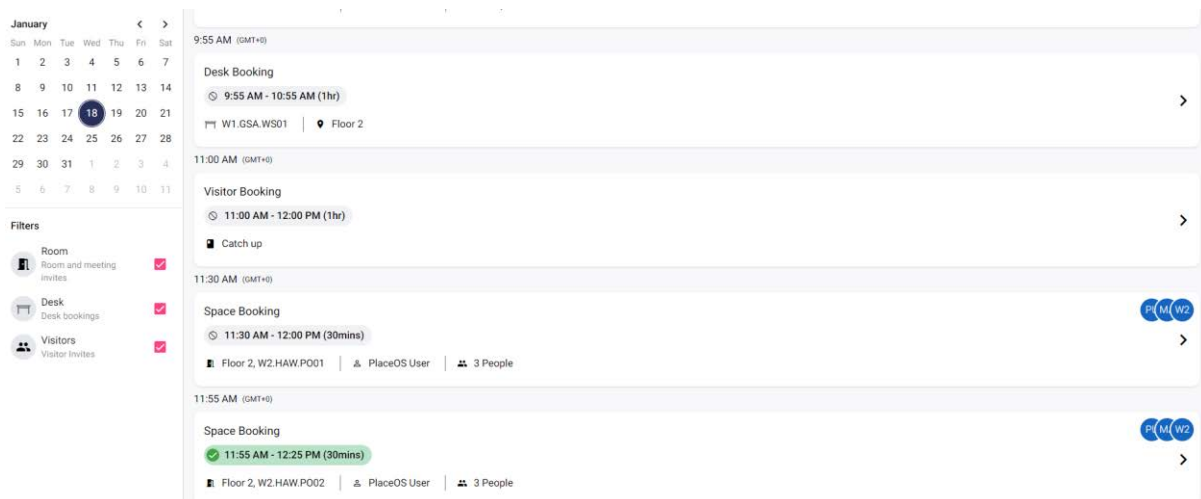 January
Sun Mon Tue Wed Thu Fri Sat
1 2 3 4 5 6 7
8 9 10 11 12 13 14
15 16 17 18 19 20 21
22 23 24 25 26 27 28
29 30 31 1 2 3 4
5 6 7 8 9 10 11
Filters
Room
Room and meeting
invites
Desk
Desk bookings
Visitors
Visitor Invites
9:55 AM (GMT+0)
Desk Booking
9:55 AM - 10:55 AM (1hr)
W1.GSA.WS01 Floor 2
11:00 AM (GMT+0)
Visitor Booking
11:00 AM - 12:00 PM (1hr)
Catch up
11:30 AM (GMT+0)
Space Booking
W2
11:30 AM - 12:00 PM (30mins)
Floor 2, W2.HAW.PO01 PlaceOS User 3 People
11:55 AM (GMT+0)
Space Booking
W2
11:55 AM - 12:25 PM (30mins)
Floor 2, W2.HAW.PO02 PlaceOS User 3 People